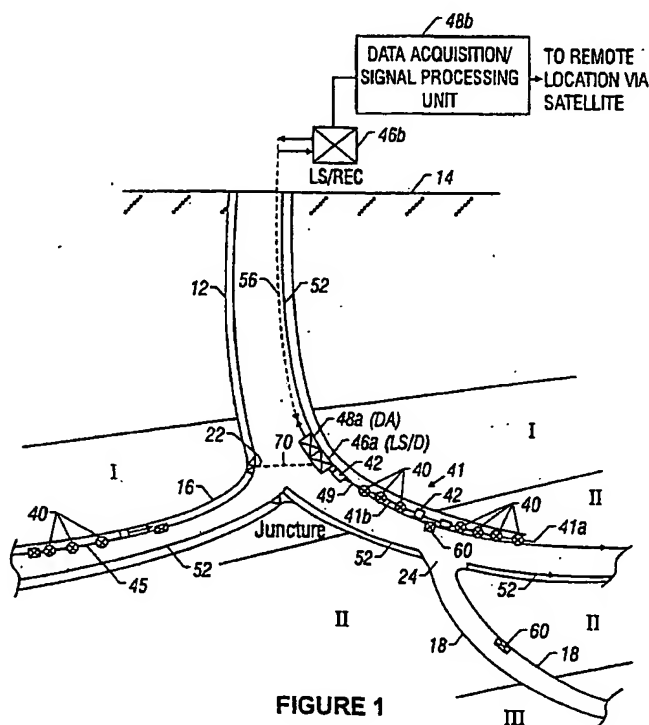 48b
DATA ACQUISITION/
SIGNAL PROCESSING
UNIT
TO REMOTE
LOCATION VIA
SATELLITE
46b
LS/REC
14
12
56
52
48a (DA)
46a (LS/D)
I
I
22
70
42
40
41
16
49
42
40
II
40
41b
41a
Juncture
60
45
52
52
24
52
II
II
60
18
18
III
FIGURE 1